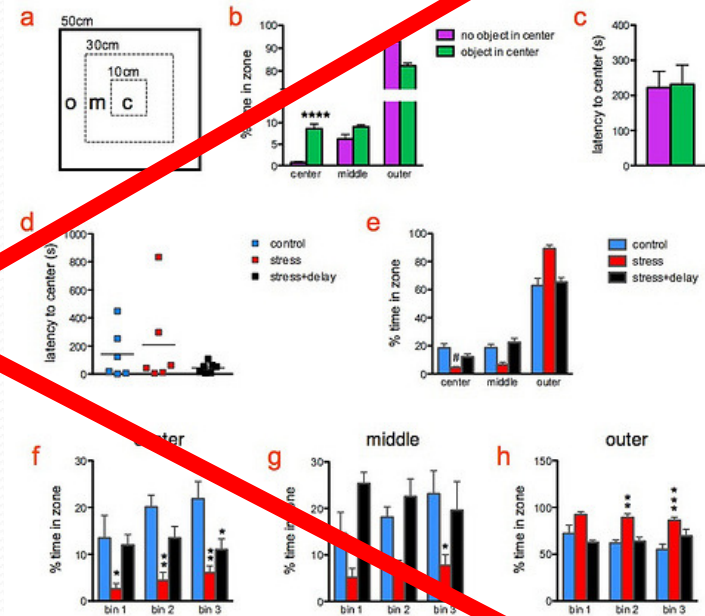 a
50cm
30cm
10cm
o m c
b
% time in zone
100
90
80
10
5
0
center middle outer
****
no object in center
object in center
c
latency to center (s)
400
300
200
100
0
d
latency to center (s)
1000
800
600
400
200
0
control
stress
stress+delay
e
% time in zone
100
80
60
40
20
0
#
center middle outer
control
stress
stress+delay
f
% time in zone
30
20
10
0
* ** ** *
bin 1 bin 2 bin 3
g
middle
30
20
10
0
*
bin 1 bin 2 bin 3
h
outer
% time in zone
150
100
50
0
** ***
bin 1 bin 2 bin 3